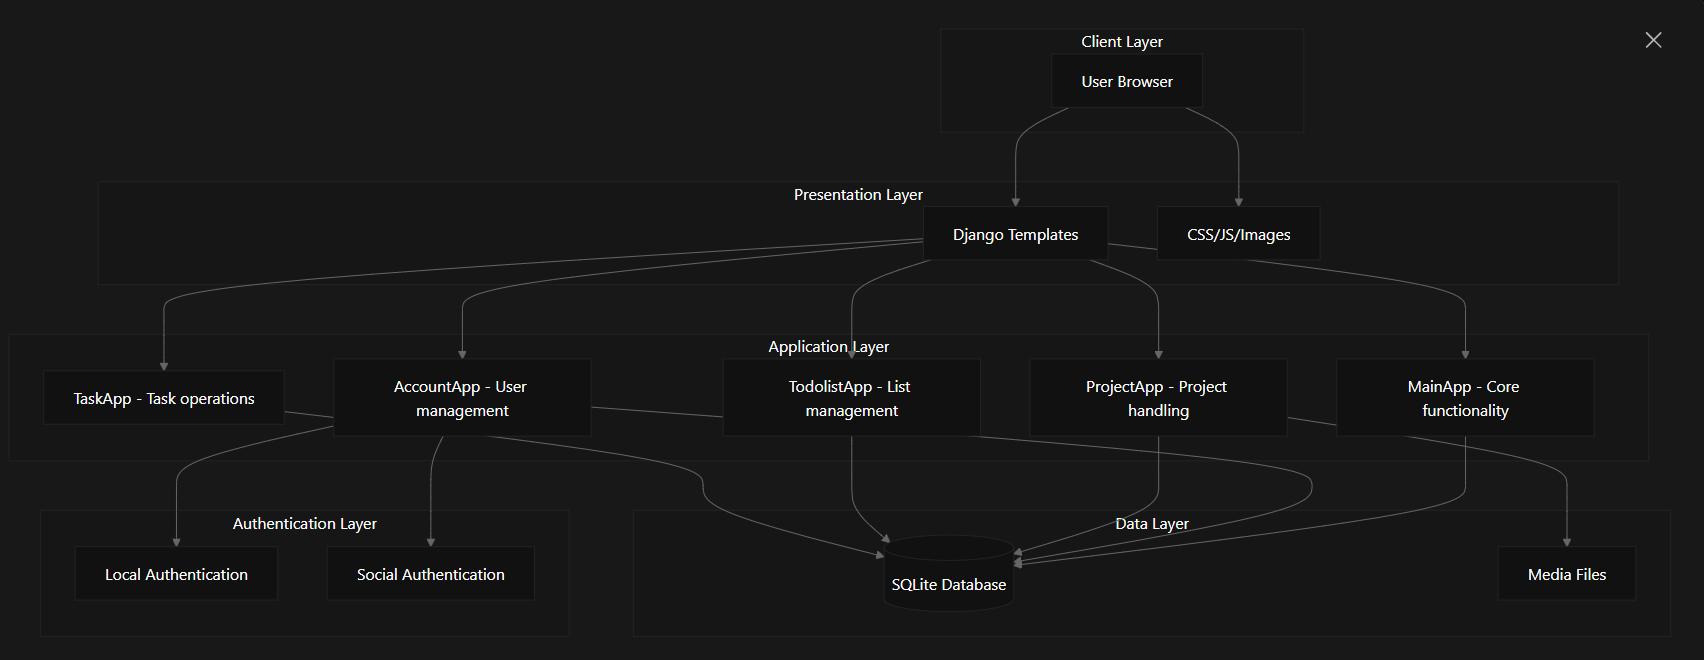 Client Layer
User Browser
Presentation Layer
Django Templates
CSS/JS/Images
Application Layer
TaskApp - Task operations
AccountApp - User
management
TodolistApp - List
management
ProjectApp - Project
handling
MainApp - Core
functionality
Authentication Layer
Local Authentication
Social Authentication
Data Layer
SQLite Database
Media Files